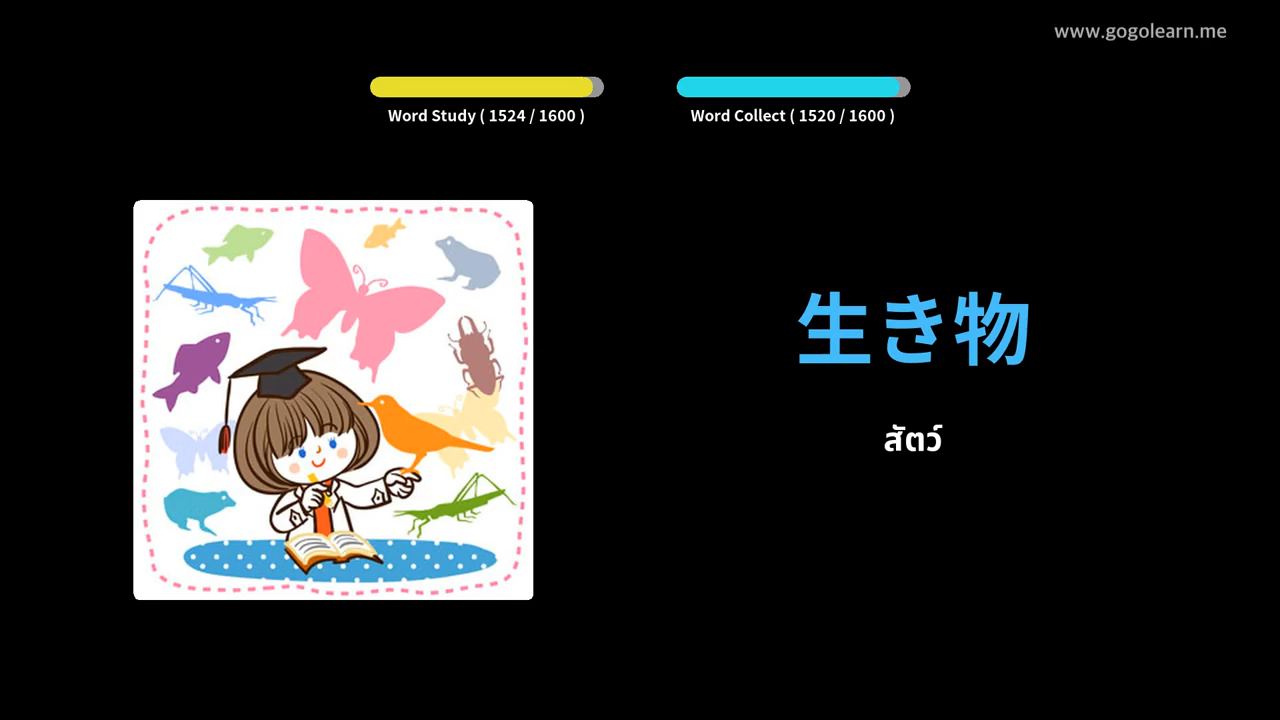 www.gogolearn.me
Word Study ( 1524 / 1600 )
Word Collect ( 1520 / 1600 )
生き物
สัตว์